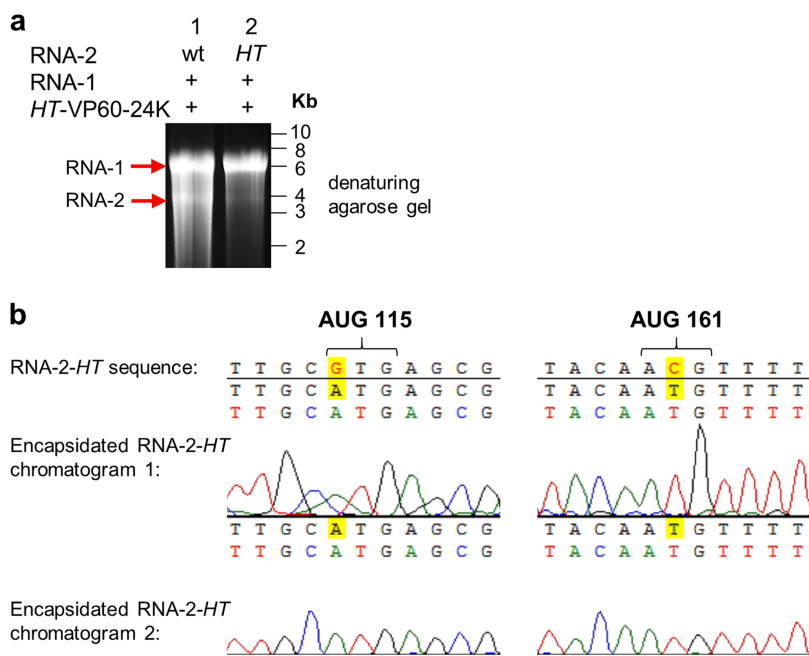 a
1 2
RNA-2 wt HT
RNA-1 + +
HT-VP60-24K + +
Kb
10
8
6
4
3
2
RNA-1
RNA-2
denaturing
agarose gel
b
AUG 115 AUG 161
RNA-2-HT sequence:
T T G C G T G A G C G T A C A A C G T T T T
T T G C A T G A G C G T A C A A T G T T T T
T T G C A T G A G C G T A C A A T G T T T T
Encapsidated RNA-2-HT
chromatogram 1:
T T G C A T G A G C G T A C A A T G T T T T
T T G C A T G A G C G T A C A A T G T T T T
Encapsidated RNA-2-HT
chromatogram 2: